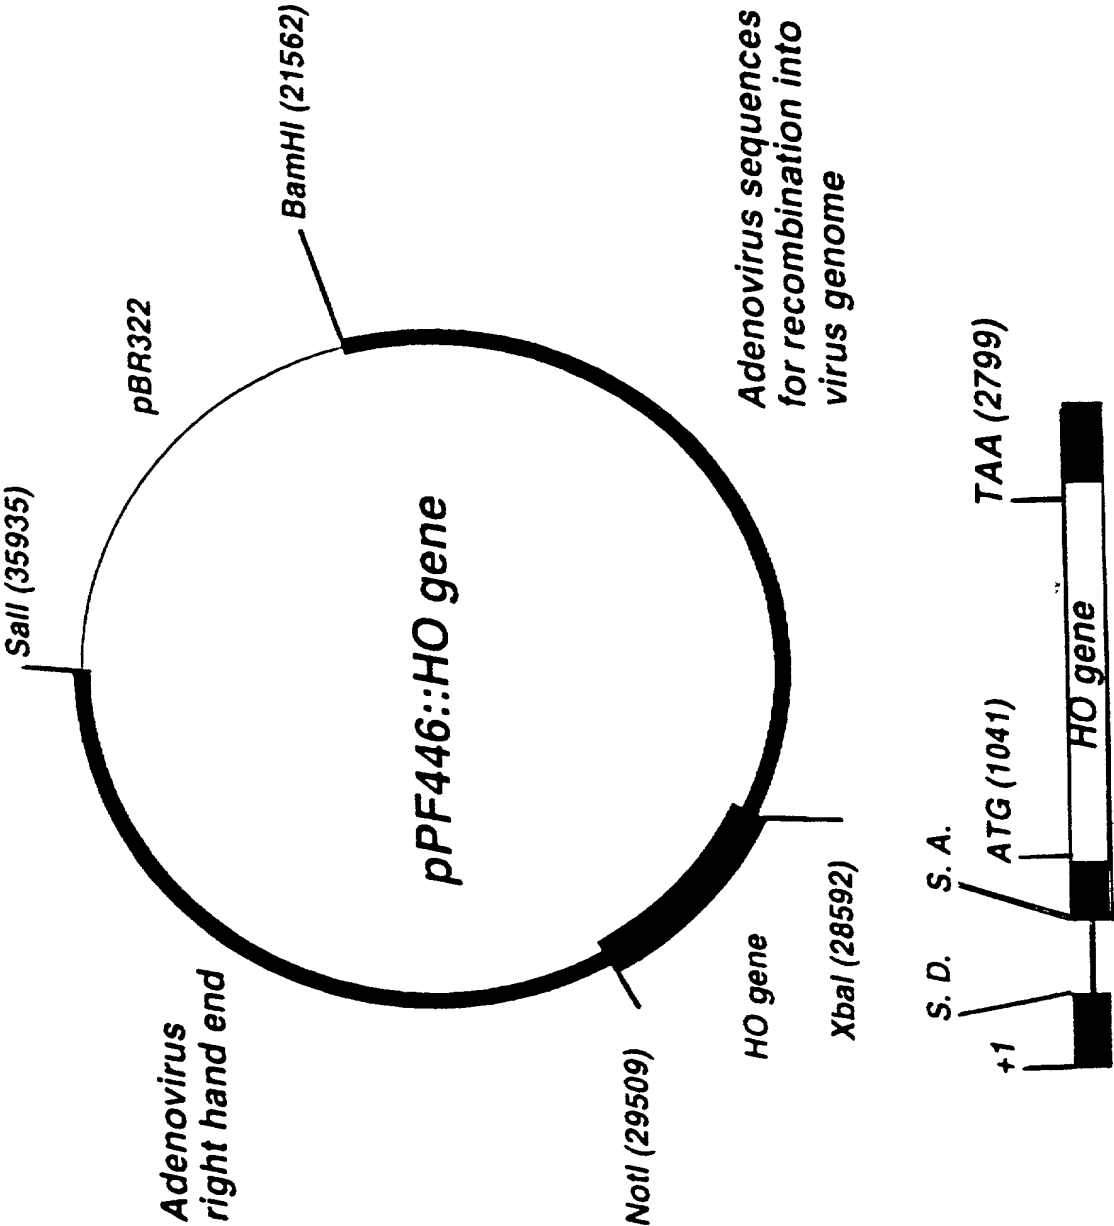 SalI (35935)
pBR322
BamHI (21562)
Adenovirus
right hand end
pPF446::HO gene
Adenovirus sequences
for recombination into
virus genome
NotI (29509)
HO gene
XbaI (28592)
+1
S. D.
S. A.
ATG (1041)
TAA (2799)
HO gene